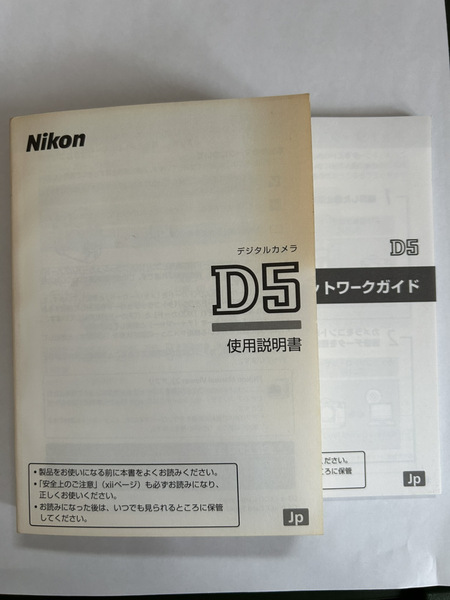 Nikon
デジタルカメラ
D5
使用説明書
• 製品をお使いになる前に本書をよくお読みください。
• 「安全上のご注意」（xiiページ）も必ずお読みになり、
正しくお使いください。
• お読みになった後は、いつでも見られるところに保管
してください。
Jp
D5
ットワークガイド
ださい。
ころに保管
Jp